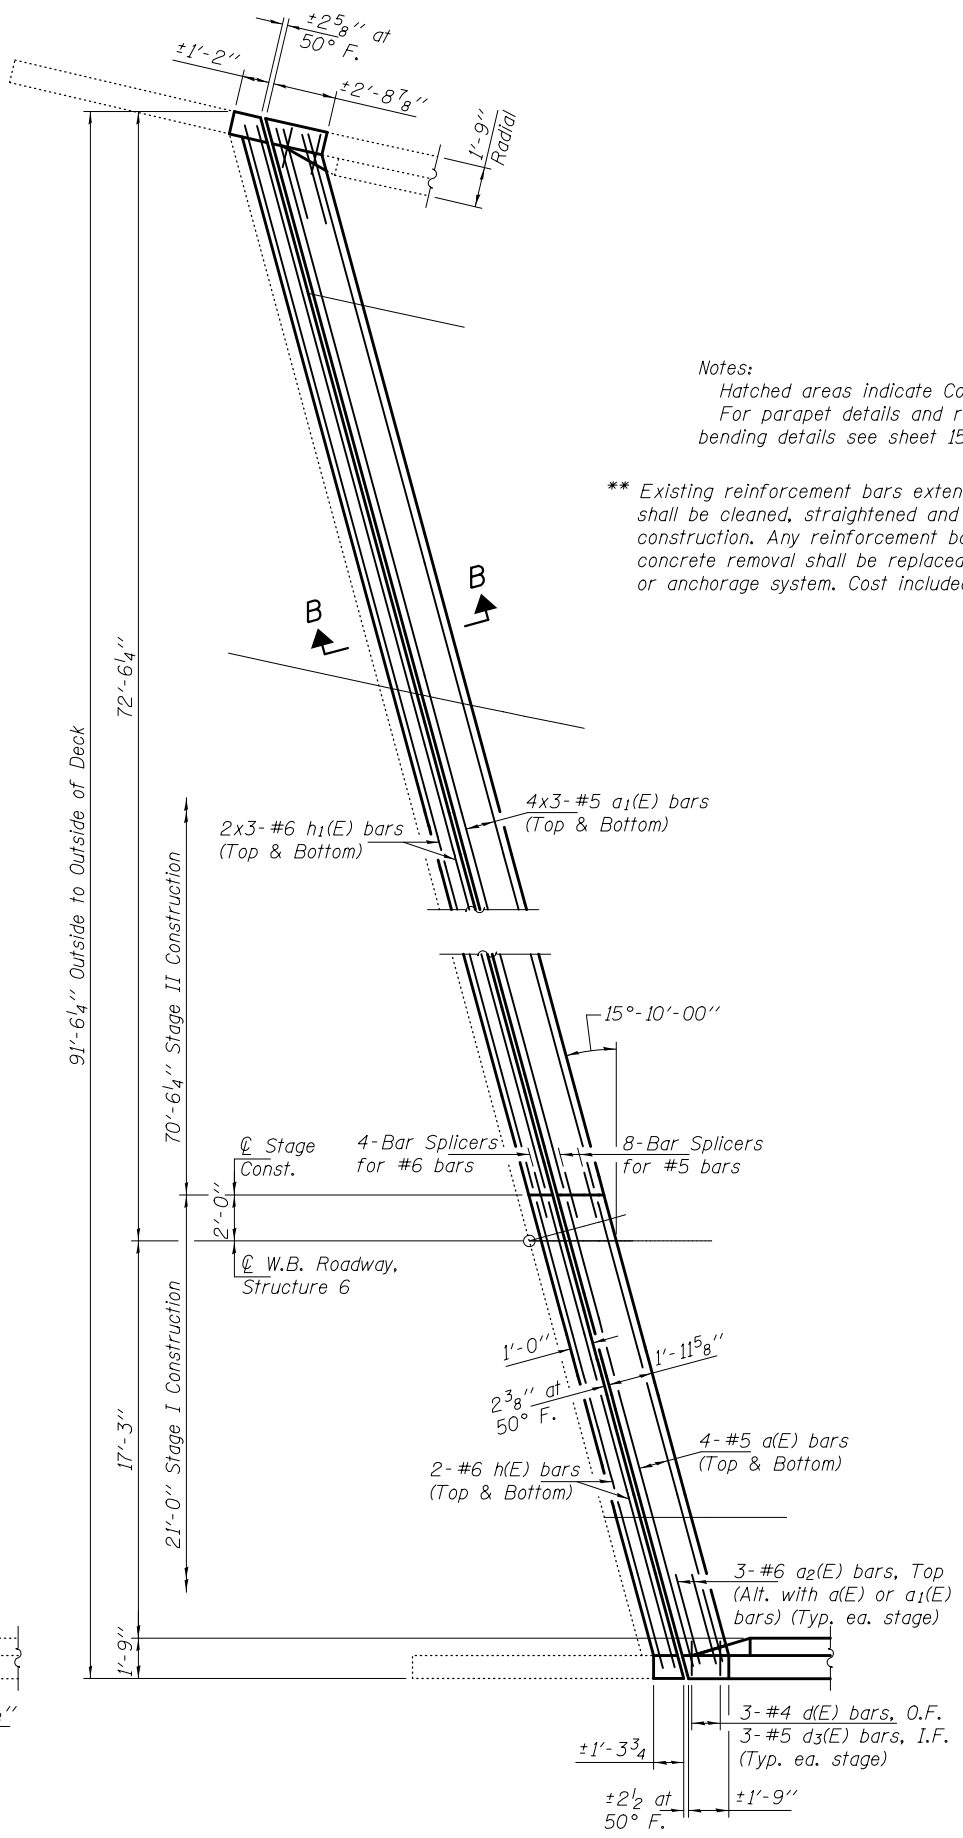 ±2 5/8" at
50° F.
±1'-2"
±2'-8 7/8"
1'-9"
Radial
Notes:
Hatched areas indicate Co
For parapet details and r
bending details see sheet 15
** Existing reinforcement bars exten
shall be cleaned, straightened and
construction. Any reinforcement ba
concrete removal shall be replaced
or anchorage system. Cost include
B
B
72'-6 1/4"
91'-6 1/4" Outside to Outside of Deck
70'-6 1/4" Stage II Construction
2x3-#6 h1(E) bars
(Top & Bottom)
4x3-#5 a1(E) bars
(Top & Bottom)
15°-10'-00"
℄ Stage
Const.
4-Bar Splicers
for #6 bars
8-Bar Splicers
for #5 bars
2'-0"
℄ W.B. Roadway,
Structure 6
21'-0" Stage I Construction
17'-3"
1'-0"
1'-11 5/8"
2 3/8" at
50° F.
4-#5 a(E) bars
(Top & Bottom)
2-#6 h(E) bars
(Top & Bottom)
3-#6 a2(E) bars, Top
(Alt. with a(E) or a1(E)
bars) (Typ. ea. stage)
1'-9"
3-#4 d(E) bars, O.F.
3-#5 d3(E) bars, I.F.
(Typ. ea. stage)
±1'-3 3/4
±2 1/2 at
50° F.
±1'-9"